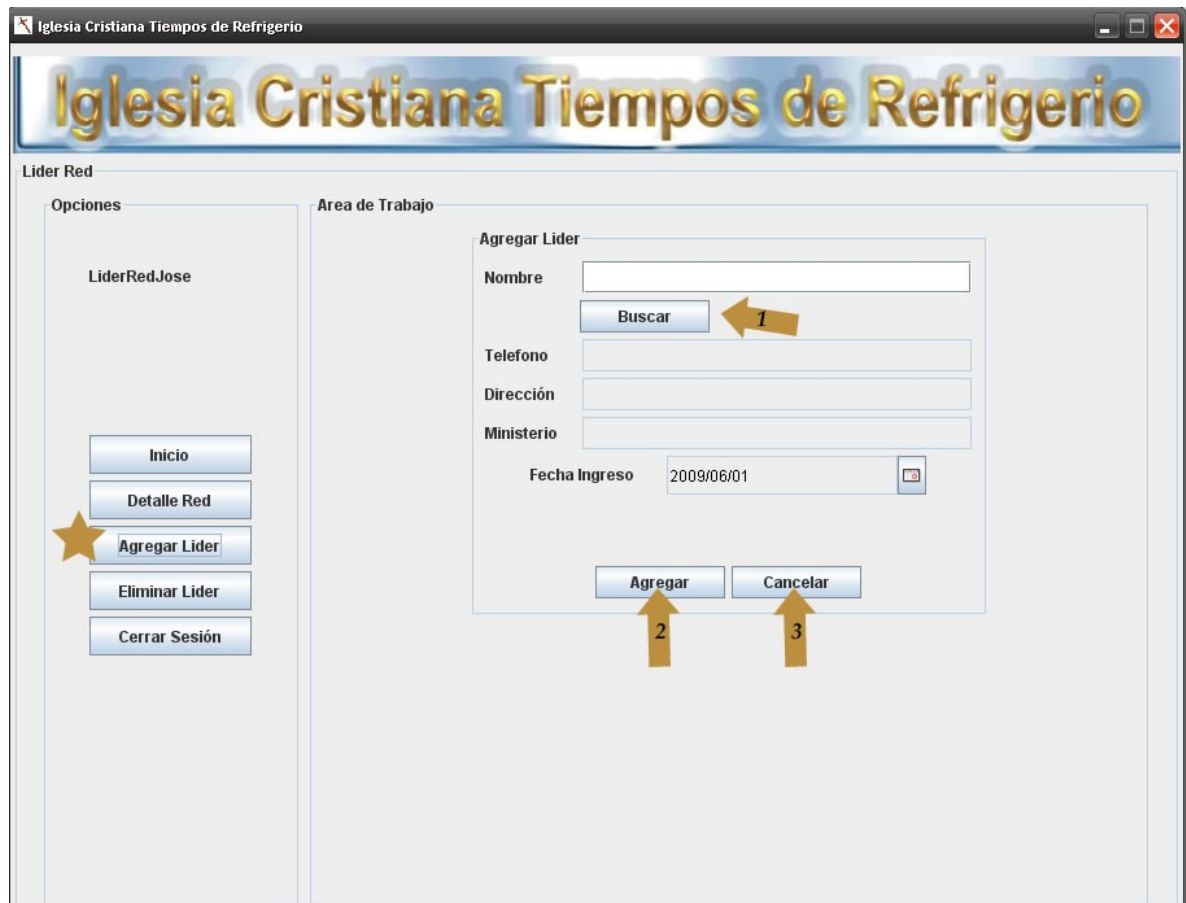 Iglesia Cristiana Tiempos de Refrigerio
Iglesia Cristiana Tiempos de Refrigerio
Lider Red
Opciones
LiderRedJose
Inicio
Detalle Red
Agregar Lider
Eliminar Lider
Cerrar Sesión
Area de Trabajo
Agregar Lider
Nombre
Buscar
1
Telefono
Dirección
Ministerio
Fecha Ingreso 2009/06/01
Agregar Cancelar
2 3